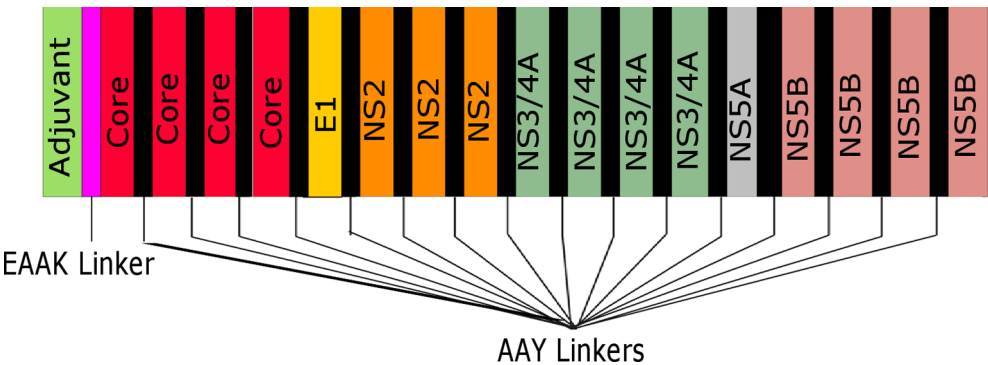 Adjuvant
Core
Core
Core
Core
E1
NS2
NS2
NS2
NS3/4A
NS3/4A
NS3/4A
NS3/4A
NS5A
NS5B
NS5B
NS5B
NS5B
EAAK Linker
AAY Linkers